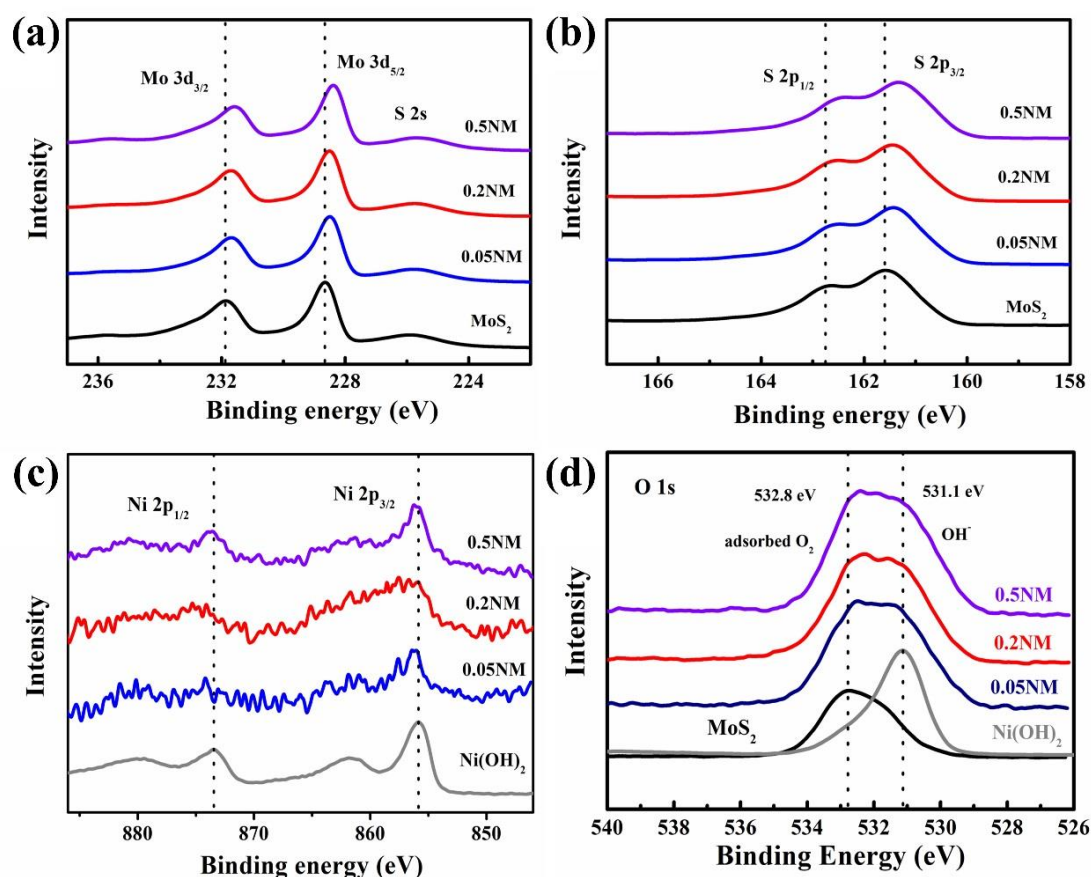 (a)
Mo 3d₃/₂
Mo 3d₅/₂
S 2s
0.5NM
0.2NM
0.05NM
MoS₂
Intensity
236 232 228 224
Binding energy (eV)
(b)
S 2p₁/₂
S 2p₃/₂
0.5NM
0.2NM
0.05NM
MoS₂
Intensity
166 164 162 160 158
Binding energy (eV)
(c)
Ni 2p₁/₂
Ni 2p₃/₂
0.5NM
0.2NM
0.05NM
Ni(OH)₂
Intensity
880 870 860 850
Binding energy (eV)
(d)
O 1s
532.8 eV
531.1 eV
adsorbed O₂
OH⁻
0.5NM
0.2NM
0.05NM
MoS₂
Ni(OH)₂
Intensity
540 538 536 534 532 530 528 526
Binding Energy (eV)